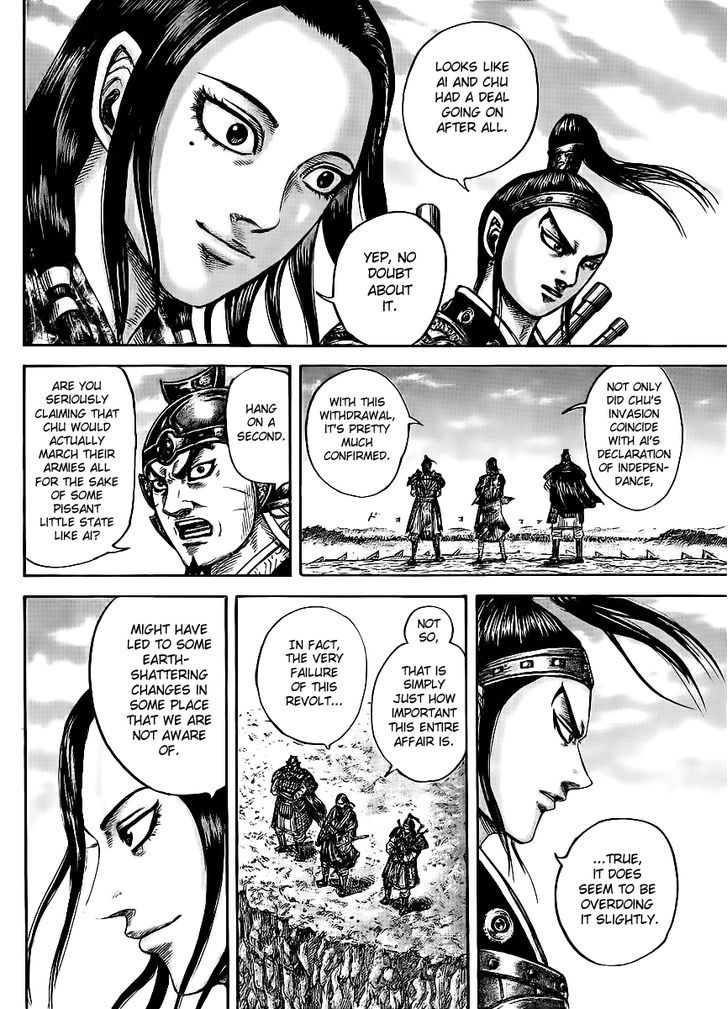 LOOKS LIKE
AI AND CHU
HAD A DEAL
GOING ON
AFTER ALL.
YEP, NO
DOUBT
ABOUT
IT.
NOT ONLY
DID CHU'S
INVASION
COINCIDE
WITH AI'S
DECLARATION
OF
INDEPEN-
DANCE,
WITH THIS
WITHDRAWAL,
IT'S PRETTY
MUCH
CONFIRMED.
HANG
ON A
SECOND.
ARE YOU
SERIOUSLY
CLAIMING THAT
CHU WOULD
ACTUALLY
MARCH THEIR
ARMIES ALL
FOR THE SAKE
OF SOME
PISSANT
LITTLE STATE
LIKE AI?
...TRUE,
IT DOES
SEEM TO BE
OVERDOING
IT SLIGHTLY.
NOT
SO,
THAT IS
SIMPLY
JUST HOW
IMPORTANT
THIS ENTIRE
AFFAIR IS.
IN FACT,
THE VERY
FAILURE
OF THIS
REVOLT...
MIGHT HAVE
LED TO SOME
EARTH-
SHATTERING
CHANGES IN
SOME PLACE
THAT WE ARE
NOT AWARE
OF.